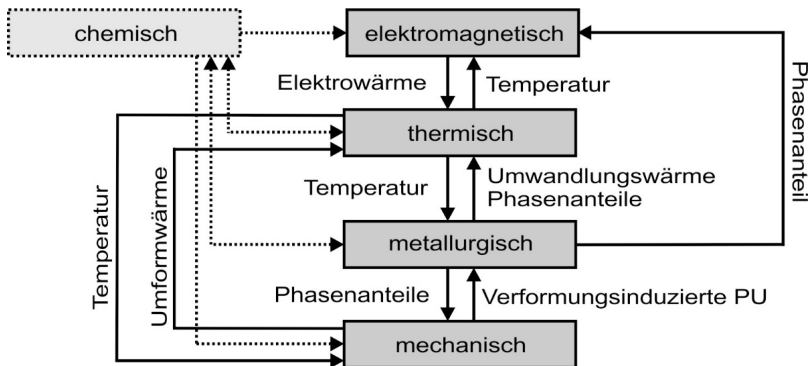 chemisch
elektromagnetisch
Elektrowärme
Temperatur
thermisch
Temperatur
Umwandlungswärme
Phasenanteile
metallurgisch
Phasenanteile
Verformungsinduzierte PU
mechanisch
Temperatur
Umformwärme
Phasenanteil